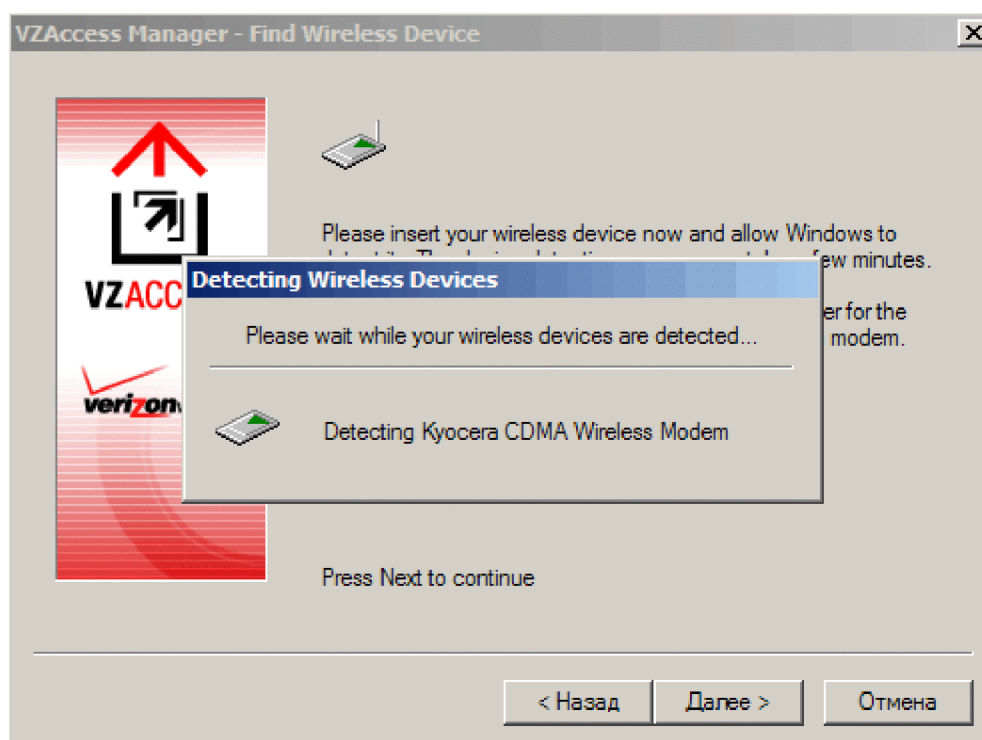 VZAccess Manager - Find Wireless Device
VZACC
verizon
Please insert your wireless device now and allow Windows to
few minutes.
er for the
modem.
Detecting Wireless Devices
Please wait while your wireless devices are detected...
Detecting Kyocera CDMA Wireless Modem
Press Next to continue
< Назад
Далее >
Отмена